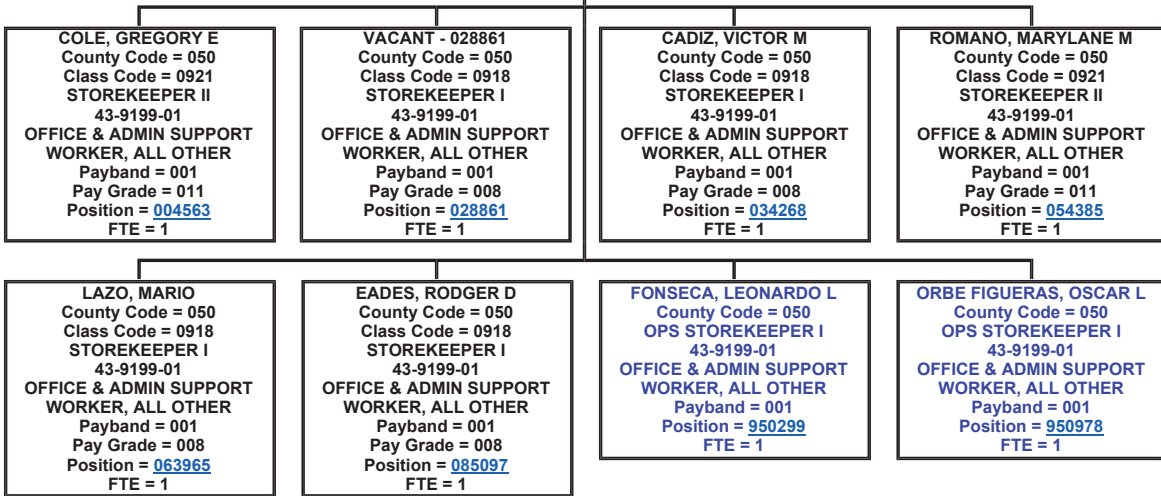 COLE, GREGORY E
County Code = 050
Class Code = 0921
STOREKEEPER II
43-9199-01
OFFICE & ADMIN SUPPORT
WORKER, ALL OTHER
Payband = 001
Pay Grade = 011
Position = 004563
FTE = 1
VACANT - 028861
County Code = 050
Class Code = 0918
STOREKEEPER I
43-9199-01
OFFICE & ADMIN SUPPORT
WORKER, ALL OTHER
Payband = 001
Pay Grade = 008
Position = 028861
FTE = 1
CADIZ, VICTOR M
County Code = 050
Class Code = 0918
STOREKEEPER I
43-9199-01
OFFICE & ADMIN SUPPORT
WORKER, ALL OTHER
Payband = 001
Pay Grade = 008
Position = 034268
FTE = 1
ROMANO, MARYLANE M
County Code = 050
Class Code = 0921
STOREKEEPER II
43-9199-01
OFFICE & ADMIN SUPPORT
WORKER, ALL OTHER
Payband = 001
Pay Grade = 011
Position = 054385
FTE = 1
LAZO, MARIO
County Code = 050
Class Code = 0918
STOREKEEPER I
43-9199-01
OFFICE & ADMIN SUPPORT
WORKER, ALL OTHER
Payband = 001
Pay Grade = 008
Position = 063965
FTE = 1
EADES, RODGER D
County Code = 050
Class Code = 0918
STOREKEEPER I
43-9199-01
OFFICE & ADMIN SUPPORT
WORKER, ALL OTHER
Payband = 001
Pay Grade = 008
Position = 085097
FTE = 1
FONSECA, LEONARDO L
County Code = 050
OPS STOREKEEPER I
43-9199-01
OFFICE & ADMIN SUPPORT
WORKER, ALL OTHER
Payband = 001
Position = 950299
FTE = 1
ORBE FIGUERAS, OSCAR L
County Code = 050
OPS STOREKEEPER I
43-9199-01
OFFICE & ADMIN SUPPORT
WORKER, ALL OTHER
Payband = 001
Position = 950978
FTE = 1